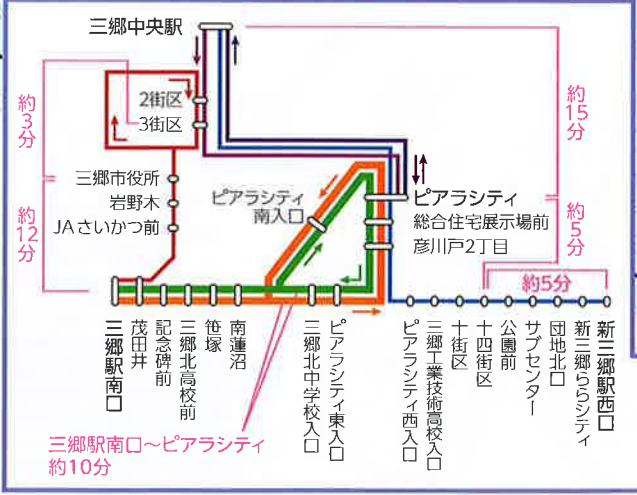 三郷中央駅
2街区
3街区
約3分
約12分
三郷市役所
岩野木
JAさいかつ前
ピアラシティ
南入口
ピアラシティ
総合住宅展示場前
彦川戸2丁目
約15分
約5分
約5分
三郷駅南口
茂田井
記念碑前
三郷北高校前
笹塚
南蓮沼
三郷北中学校入口
ピアラシティ東入口
ピアラシティ西入口
三郷工業技術高校入口
十街区
十四街区
公園前
サブセンター
団地北口
新三郷ららシティ
新三郷駅西口
三郷駅南口～ピアラシティ
約10分